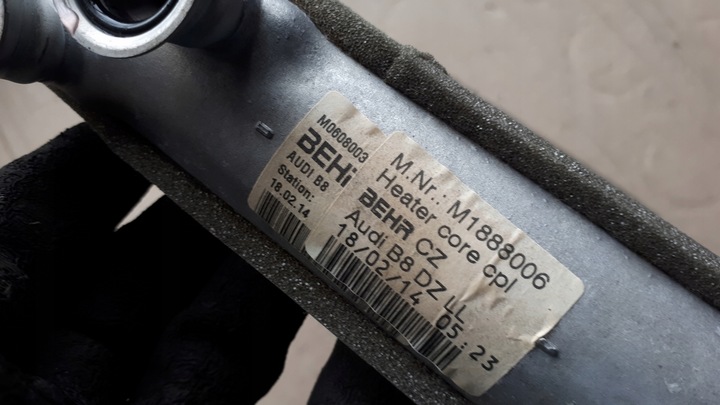 M0608003
BEH
AUDI B8
Station:
18.02.14
M.Nr.: M1888006
Heater core cpl
BEHR CZ
Audi B8 DZ LL
18/02/14 05:23